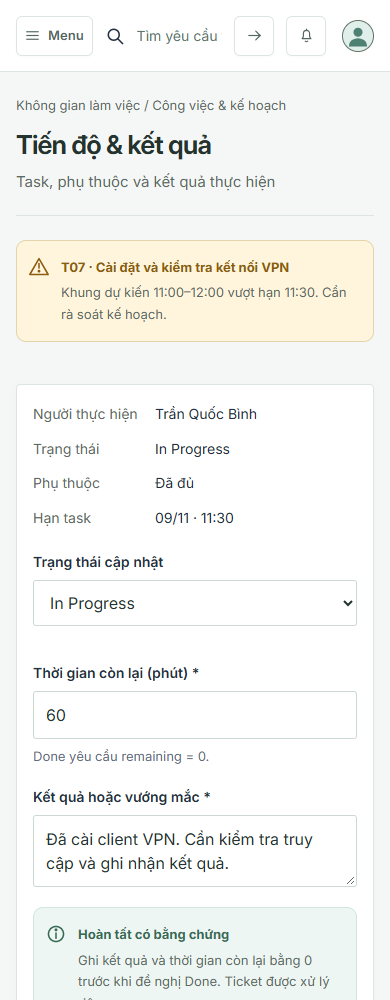 Menu
Tìm yêu cầu
Không gian làm việc / Công việc & kế hoạch
Tiến độ & kết quả
Task, phụ thuộc và kết quả thực hiện
T07 · Cài đặt và kiểm tra kết nối VPN
Khung dự kiến 11:00–12:00 vượt hạn 11:30. Cần
rà soát kế hoạch.
Người thực hiện Trần Quốc Bình
Trạng thái In Progress
Phụ thuộc Đã đủ
Hạn task 09/11 · 11:30
Trạng thái cập nhật
In Progress
Thời gian còn lại (phút) *
60
Done yêu cầu remaining = 0.
Kết quả hoặc vướng mắc *
Đã cài client VPN. Cần kiểm tra truy
cập và ghi nhận kết quả.
Hoàn tất có bằng chứng
Ghi kết quả và thời gian còn lại bằng 0
trước khi đề nghị Done. Ticket được xử lý